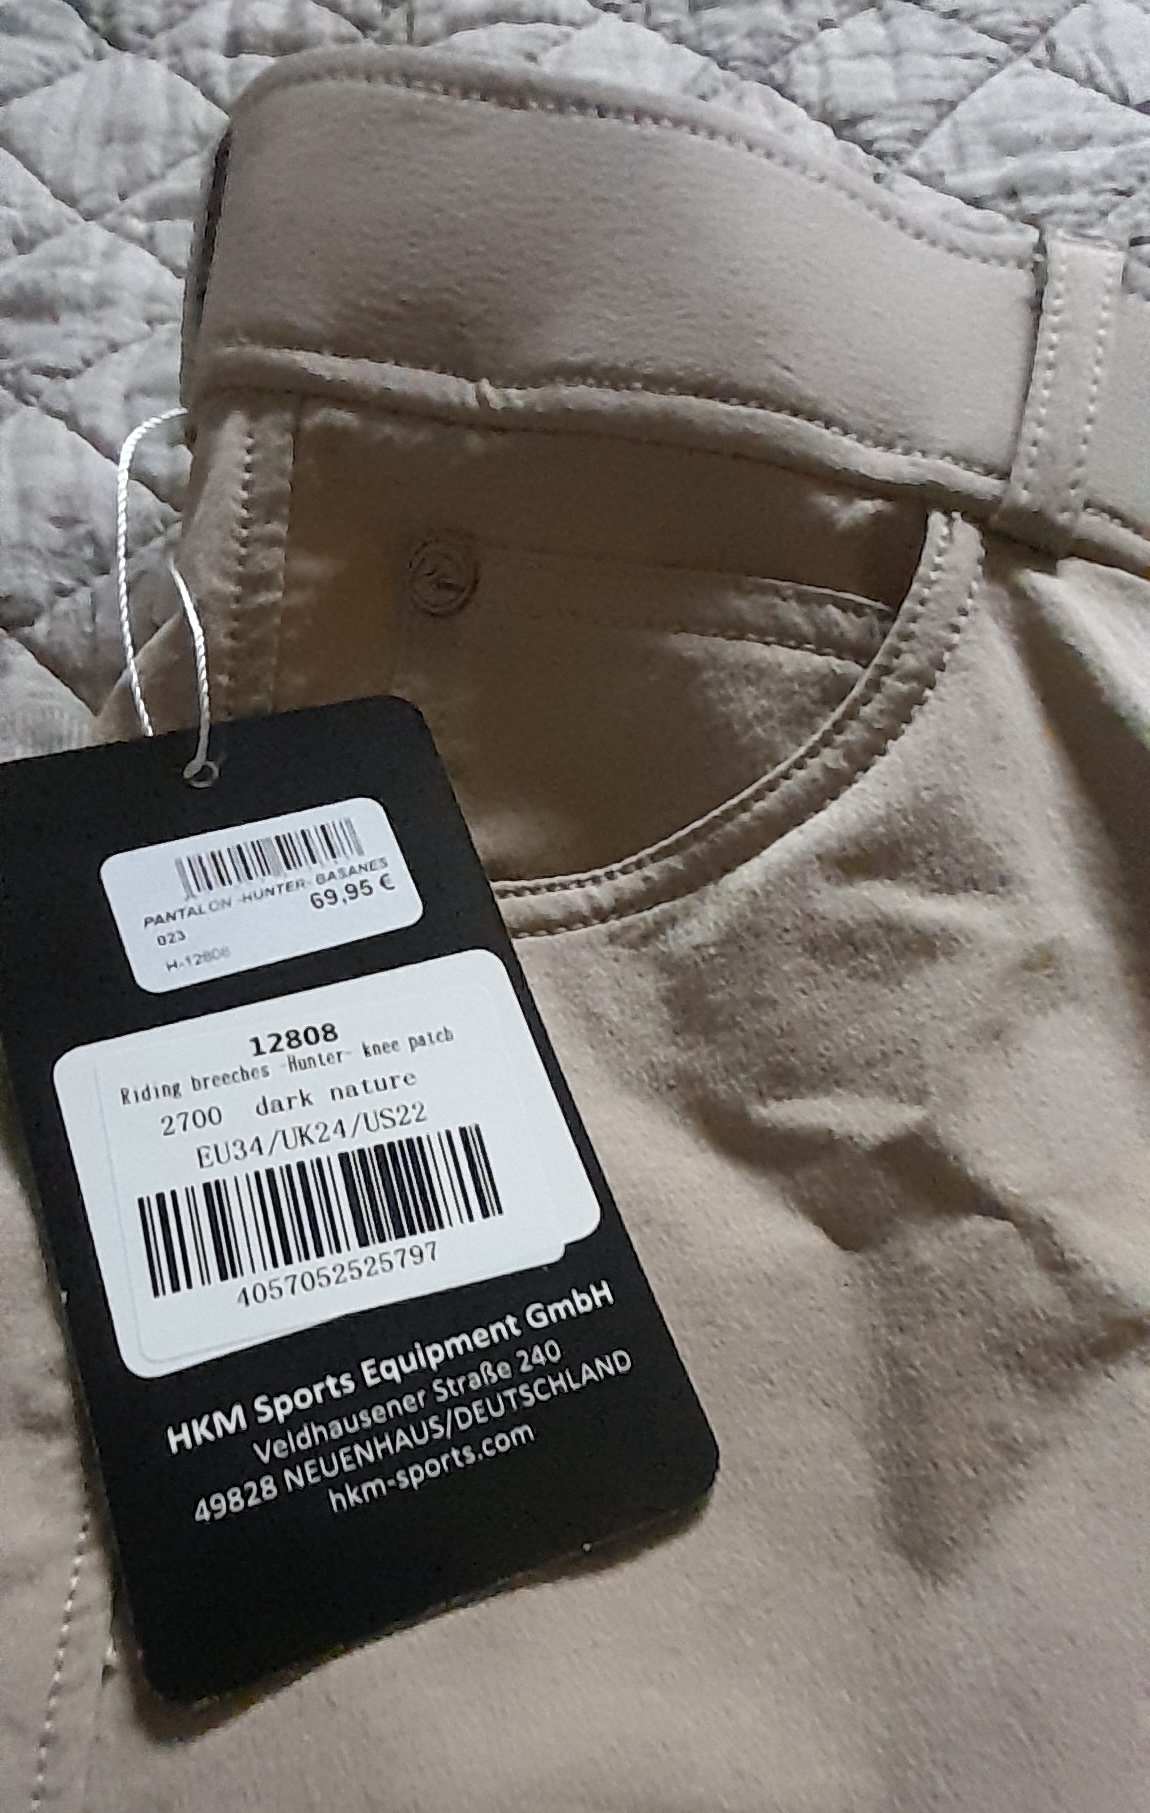 PANTALON -HUNTER- BASANES
69,95 €
023
H-12808
12808
Riding breeches -Hunter- knee patch
2700 dark nature
EU34/UK24/US22
4057052525797
HKM Sports Equipment GmbH
Veldhausener Straße 240
49828 NEUENHAUS/DEUTSCHLAND
hkm-sports.com